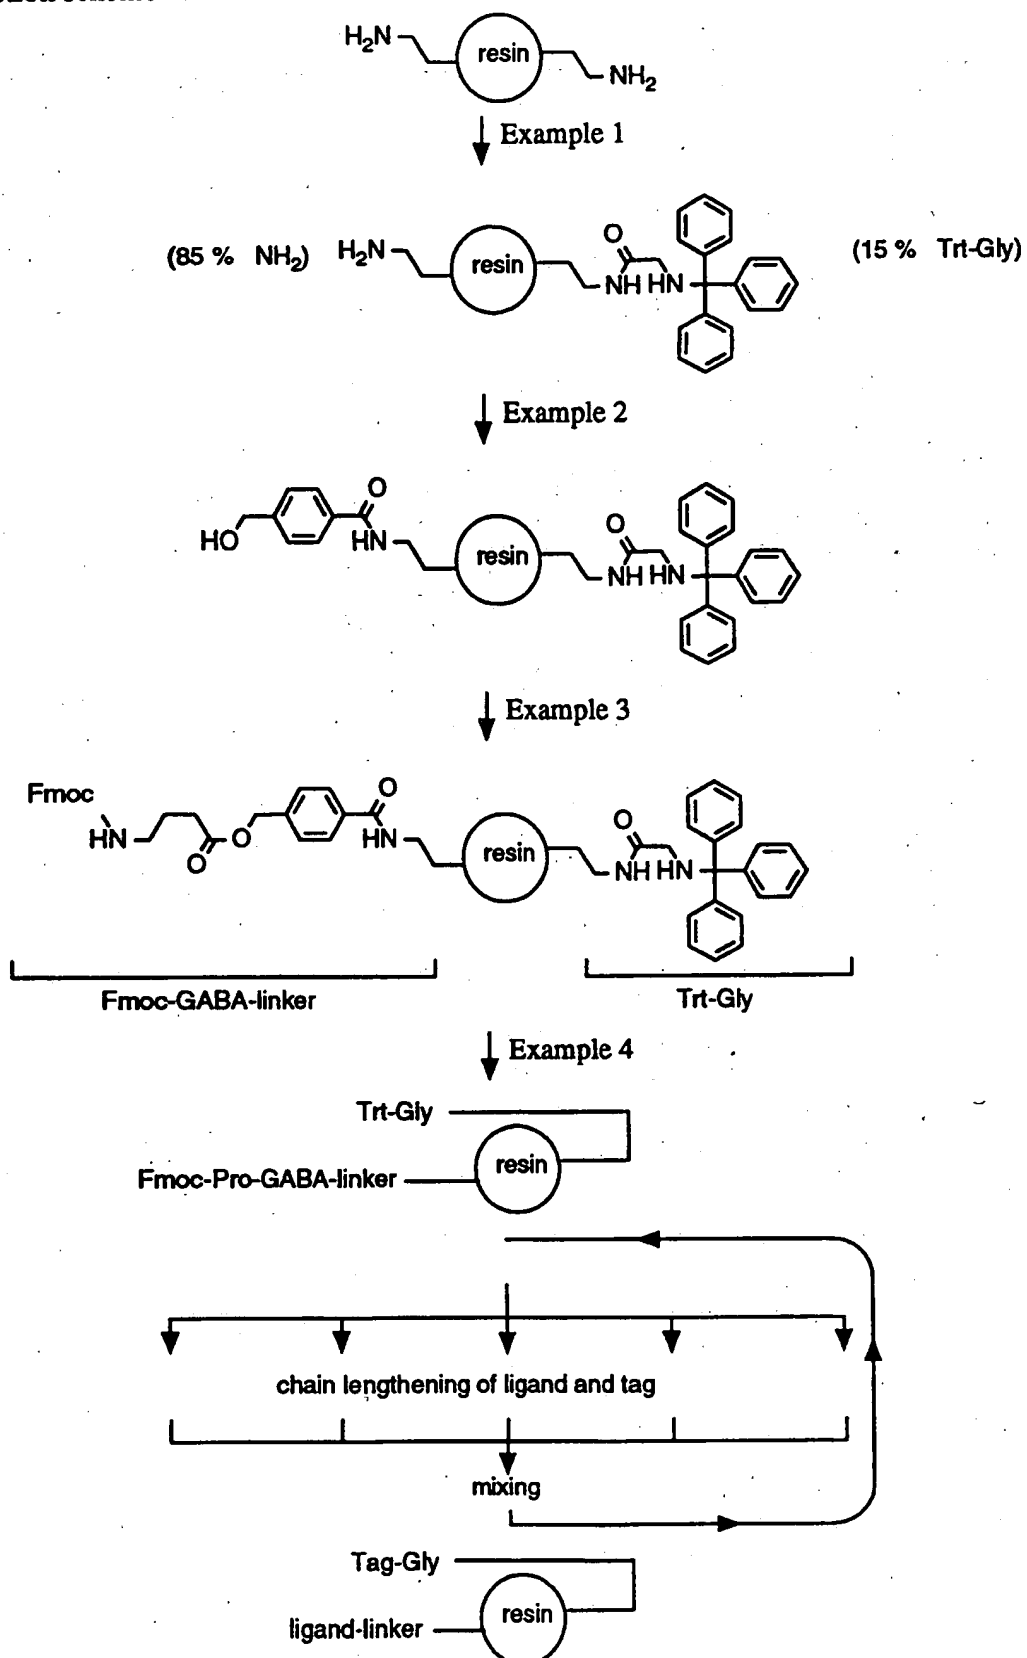 H₂N resin NH₂
Example 1
(85 % NH₂) H₂N resin O NH HN (15 % Trt-Gly)
Example 2
HO O HN resin O NH HN
Example 3
Fmoc HN O O O HN resin O NH HN
Fmoc-GABA-linker Trt-Gly
Example 4
Trt-Gly
resin
Fmoc-Pro-GABA-linker
chain lengthening of ligand and tag
mixing
Tag-Gly
resin
ligand-linker